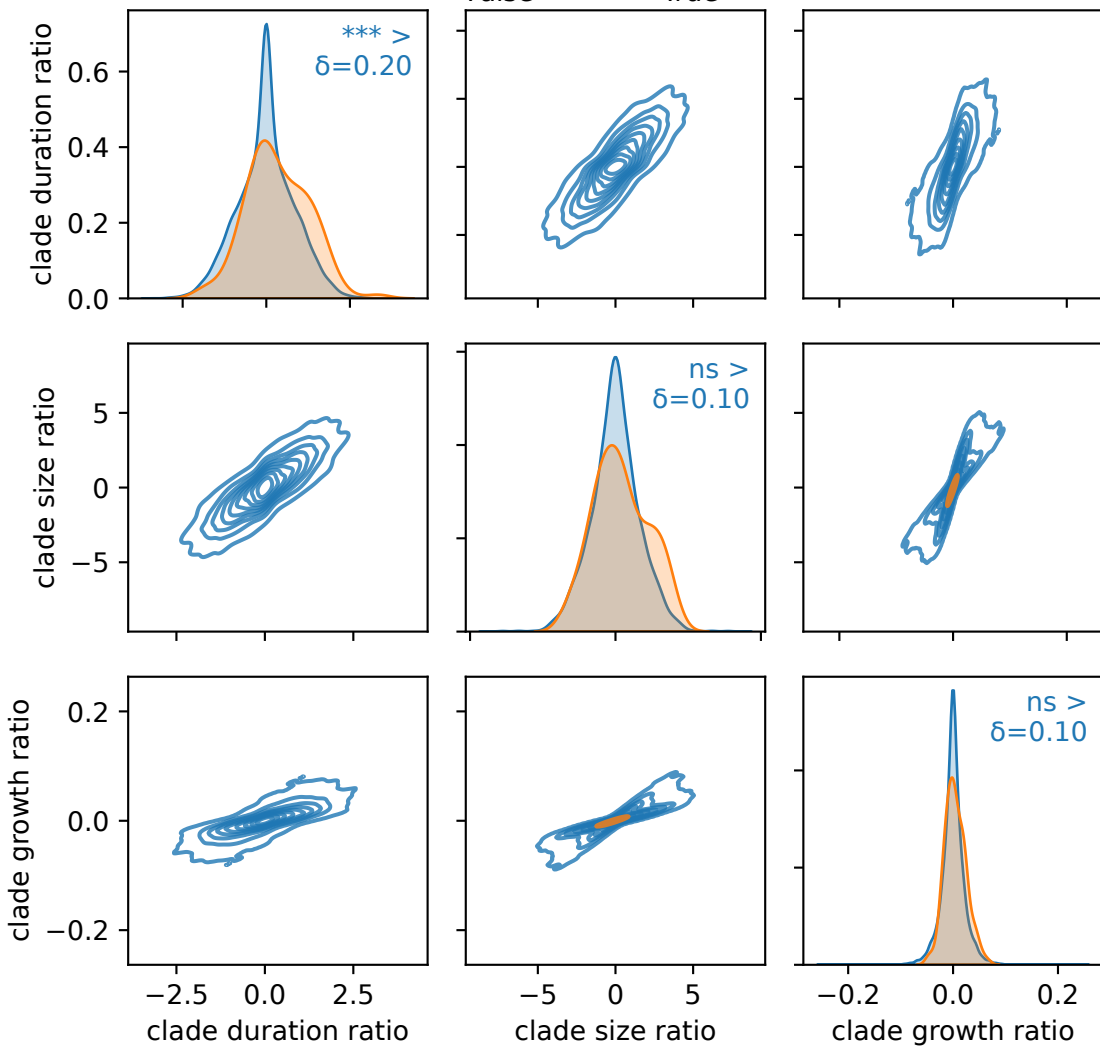 clade duration ratio
0.6
0.4
0.2
0.0
*** >
δ=0.20
clade size ratio
5
0
−5
ns >
δ=0.10
clade growth ratio
0.2
0.0
−0.2
ns >
δ=0.10
−2.5 0.0 2.5
−5 0 5
−0.2 0.0 0.2
clade duration ratio
clade size ratio
clade growth ratio